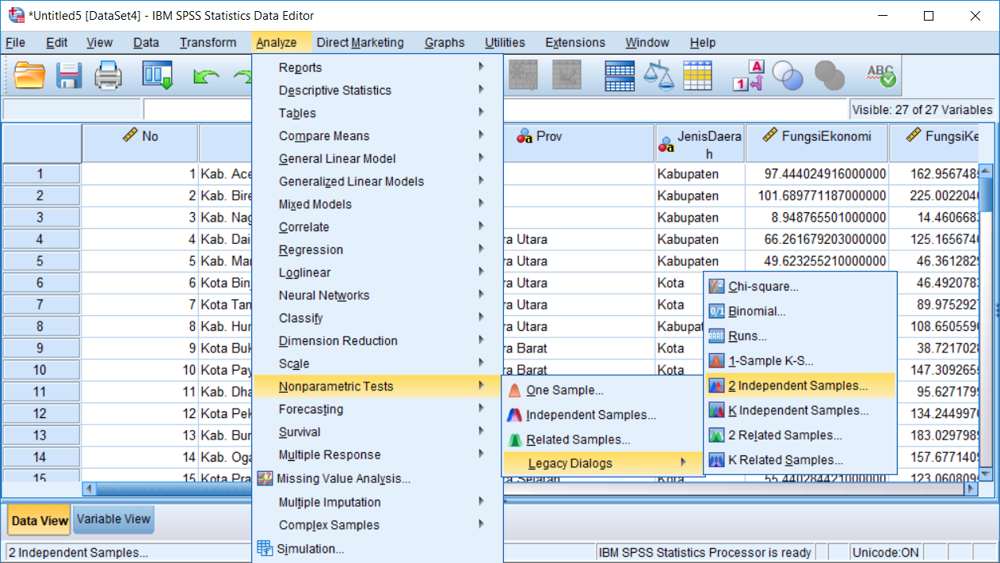 *Untitled5 [DataSet4] - IBM SPSS Statistics Data Editor
File Edit View Data Transform Analyze Direct Marketing Graphs Utilities Extensions Window Help
Visible: 27 of 27 Variables
No Prov JenisDaera
h FungsiEkonomi FungsiKe
1 1 Kab. Ace Kabupaten 97.444024916000000 162.9567485
2 2 Kab. Bire Kabupaten 101.689771187000000 225.0022040
3 3 Kab. Nag Kabupaten 8.948765501000000 14.4606683
4 4 Kab. Dai ra Utara Kabupaten 66.261679203000000 125.1656740
5 5 Kab. Mar ra Utara Kabupaten 49.623255210000000 46.3612829
6 6 Kota Binj ra Utara Kota 46.4920783
7 7 Kota Tan ra Utara Kota 89.9752927
8 8 Kab. Hur ra Utara Kabupat 108.6505590
9 9 Kota Buk ra Barat Kota 38.7217028
10 10 Kota Pay ra Barat Kota 147.3092655
11 11 Kab. Dha 95.6271799
12 12 Kota Pek 134.2449970
13 13 Kab. Bur 183.0297989
14 14 Kab. Oga 157.6771409
15 15 Kota Pra Selatan 55.440284421000000 123.0608090
Reports
Descriptive Statistics
Tables
Compare Means
General Linear Model
Generalized Linear Models
Mixed Models
Correlate
Regression
Loglinear
Neural Networks
Classify
Dimension Reduction
Scale
Nonparametric Tests
Forecasting
Survival
Multiple Response
Missing Value Analysis...
Multiple Imputation
Complex Samples
Simulation...
One Sample...
Independent Samples...
Related Samples...
Legacy Dialogs
Chi-square...
Binomial...
Runs...
1-Sample K-S...
2 Independent Samples...
K Independent Samples...
2 Related Samples...
K Related Samples...
Data View Variable View
2 Independent Samples... IBM SPSS Statistics Processor is ready Unicode:ON